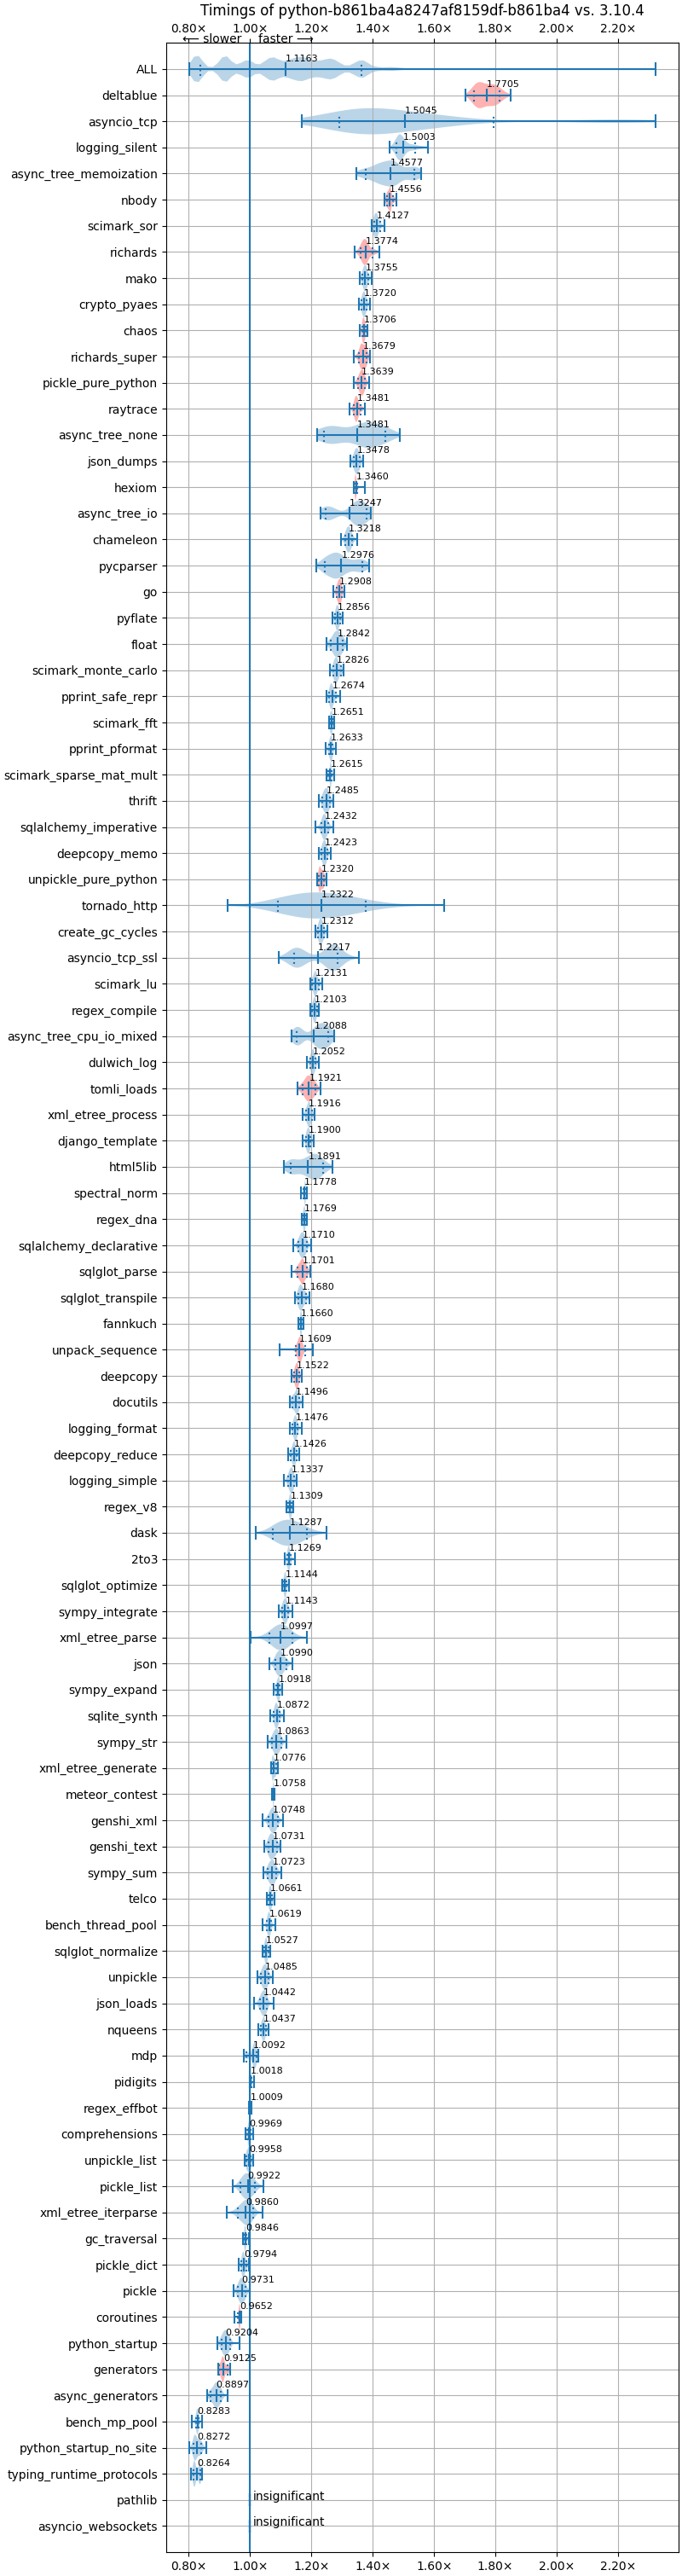 Timings of python-b861ba4a8247af8159df-b861ba4 vs. 3.10.4
0.80× 1.00× 1.20× 1.40× 1.60× 1.80× 2.00× 2.20×
⟵ slower faster ⟶
ALL 1.1163
deltablue 1.7705
asyncio_tcp 1.5045
logging_silent 1.5003
async_tree_memoization 1.4577
nbody 1.4556
scimark_sor 1.4127
richards 1.3774
mako 1.3755
crypto_pyaes 1.3720
chaos 1.3706
richards_super 1.3679
pickle_pure_python 1.3639
raytrace 1.3481
async_tree_none 1.3481
json_dumps 1.3478
hexiom 1.3460
async_tree_io 1.3247
chameleon 1.3218
pycparser 1.2976
go 1.2908
pyflate 1.2856
float 1.2842
scimark_monte_carlo 1.2826
pprint_safe_repr 1.2674
scimark_fft 1.2651
pprint_pformat 1.2633
scimark_sparse_mat_mult 1.2615
thrift 1.2485
sqlalchemy_imperative 1.2432
deepcopy_memo 1.2423
unpickle_pure_python 1.2320
tornado_http 1.2322
create_gc_cycles 1.2312
asyncio_tcp_ssl 1.2217
scimark_lu 1.2131
regex_compile 1.2103
async_tree_cpu_io_mixed 1.2088
dulwich_log 1.2052
tomli_loads 1.1921
xml_etree_process 1.1916
django_template 1.1900
html5lib 1.1891
spectral_norm 1.1778
regex_dna 1.1769
sqlalchemy_declarative 1.1710
sqlglot_parse 1.1701
sqlglot_transpile 1.1680
fannkuch 1.1660
unpack_sequence 1.1609
deepcopy 1.1522
docutils 1.1496
logging_format 1.1476
deepcopy_reduce 1.1426
logging_simple 1.1337
regex_v8 1.1309
dask 1.1287
2to3 1.1269
sqlglot_optimize 1.1144
sympy_integrate 1.1143
xml_etree_parse 1.0997
json 1.0990
sympy_expand 1.0918
sqlite_synth 1.0872
sympy_str 1.0863
xml_etree_generate 1.0776
meteor_contest 1.0758
genshi_xml 1.0748
genshi_text 1.0731
sympy_sum 1.0723
telco 1.0661
bench_thread_pool 1.0619
sqlglot_normalize 1.0527
unpickle 1.0485
json_loads 1.0442
nqueens 1.0437
mdp 1.0092
pidigits 1.0018
regex_effbot 1.0009
comprehensions 0.9969
unpickle_list 0.9958
pickle_list 0.9922
xml_etree_iterparse 0.9860
gc_traversal 0.9846
pickle_dict 0.9794
pickle 0.9731
coroutines 0.9652
python_startup 0.9204
generators 0.9125
async_generators 0.8897
bench_mp_pool 0.8283
python_startup_no_site 0.8272
typing_runtime_protocols 0.8264
pathlib insignificant
asyncio_websockets insignificant
0.80× 1.00× 1.20× 1.40× 1.60× 1.80× 2.00× 2.20×